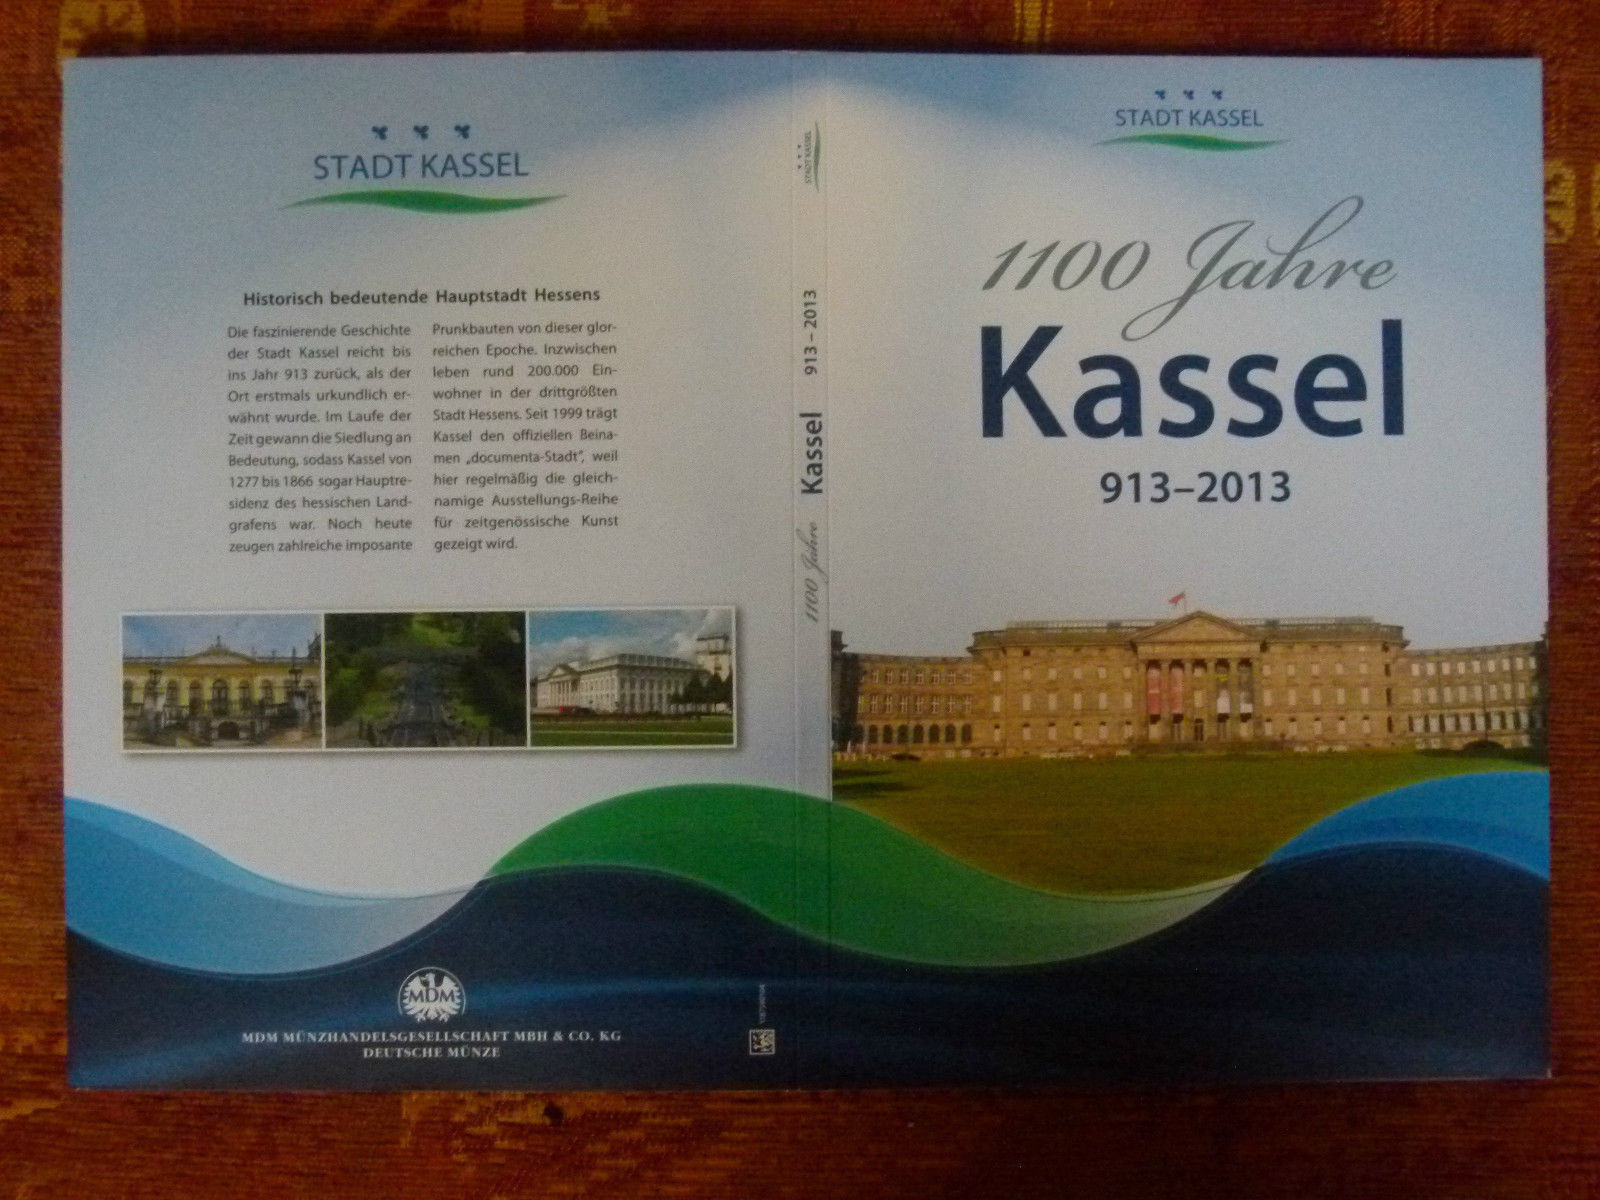 STADT KASSEL
Historisch bedeutende Hauptstadt Hessens
Die faszinierende Geschichte
der Stadt Kassel reicht bis
ins Jahr 913 zurück, als der
Ort erstmals urkundlich er-
wähnt wurde. Im Laufe der
Zeit gewann die Siedlung an
Bedeutung, sodass Kassel von
1277 bis 1866 sogar Hauptre-
sidenz des hessischen Land-
grafens war. Noch heute
zeugen zahlreiche imposante
Prunkbauten von dieser glor-
reichen Epoche. Inzwischen
leben rund 200.000 Ein-
wohner in der drittgrößten
Stadt Hessens. Seit 1999 trägt
Kassel den offiziellen Beina-
men „documenta-Stadt“, weil
hier regelmäßig die gleich-
namige Ausstellungs-Reihe
für zeitgenössische Kunst
gezeigt wird.
MDM
MDM MÜNZHANDELSGESELLSCHAFT MBH & CO. KG
DEUTSCHE MÜNZE
1100 Jahre Kassel 913–2013 STADT KASSEL
STADT KASSEL
1100 Jahre
Kassel
913–2013